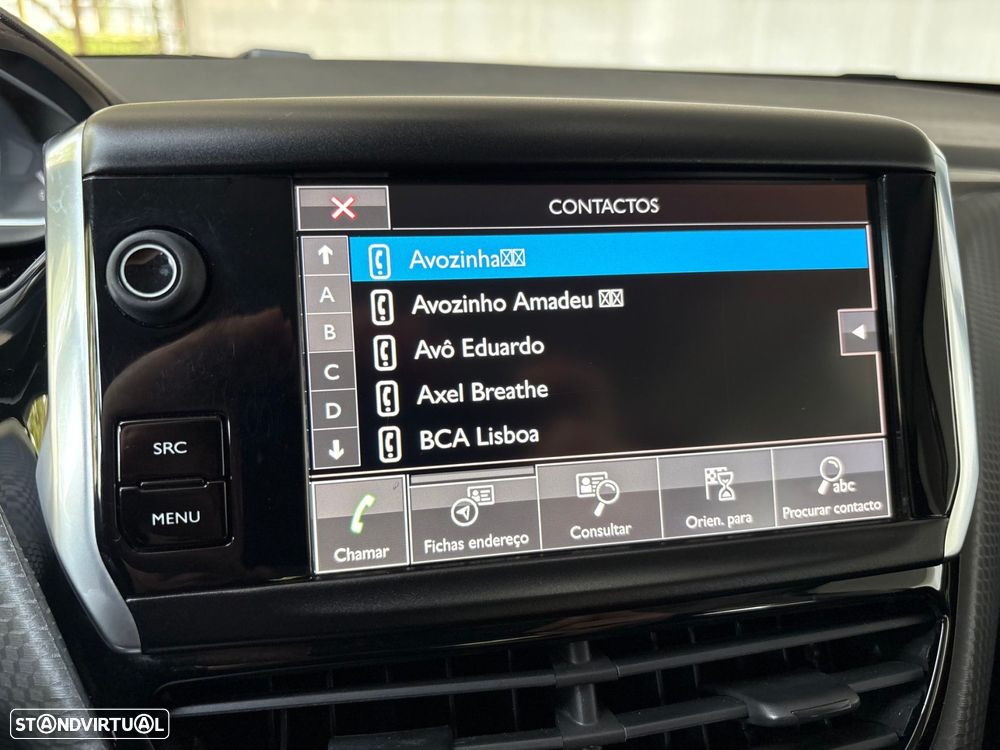 CONTACTOS
Avozinha
A
Avozinho Amadeu
B
Avô Eduardo
C
Axel Breathe
D
BCA Lisboa
SRC
MENU
Chamar
Fichas endereço
Consultar
Orien. para
abc
Procurar contacto
STANDVIRTUAL